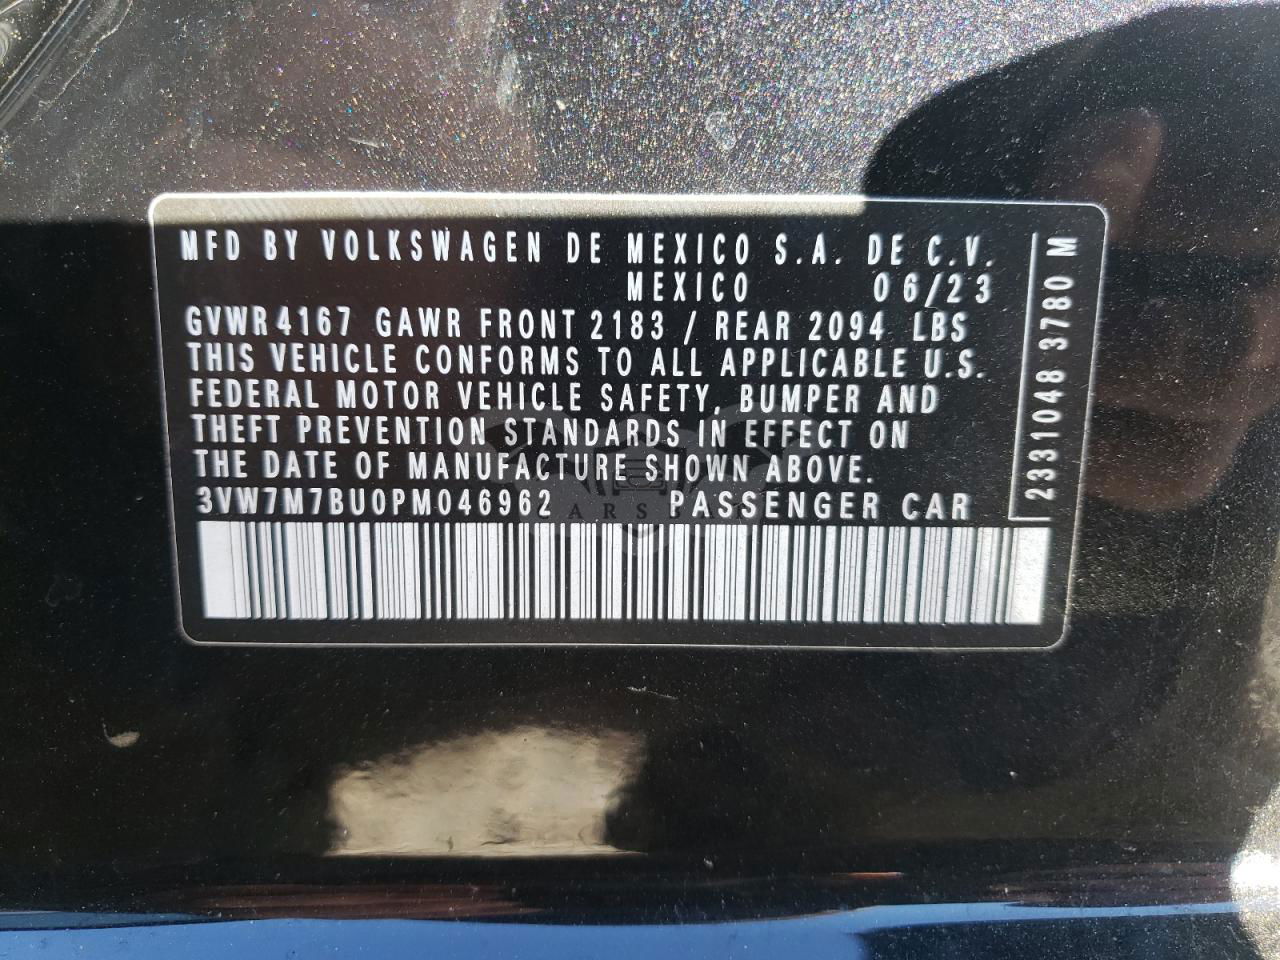 MFD BY VOLKSWAGEN DE MEXICO S.A. DE C.V.
MEXICO 06/23
GVWR 4167 GAWR FRONT 2183 / REAR 2094 LBS
THIS VEHICLE CONFORMS TO ALL APPLICABLE U.S.
FEDERAL MOTOR VEHICLE SAFETY, BUMPER AND
THEFT PREVENTION STANDARDS IN EFFECT ON
THE DATE OF MANUFACTURE SHOWN ABOVE.
3VW7M7BU0PM046962 PASSENGER CAR
2331048 3780 M